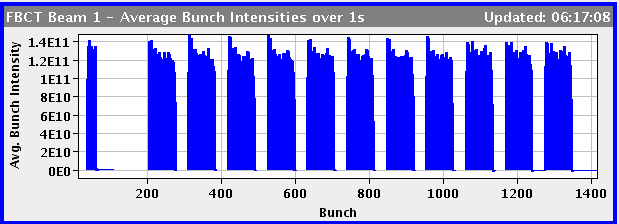 FBCT Beam 1 - Average Bunch Intensities over 1s Updated: 06:17:08
Avg. Bunch Intensity
1.4E11
1.2E11
1E11
8E10
6E10
4E10
2E10
0E0
200 400 600 800 1000 1200 1400
Bunch